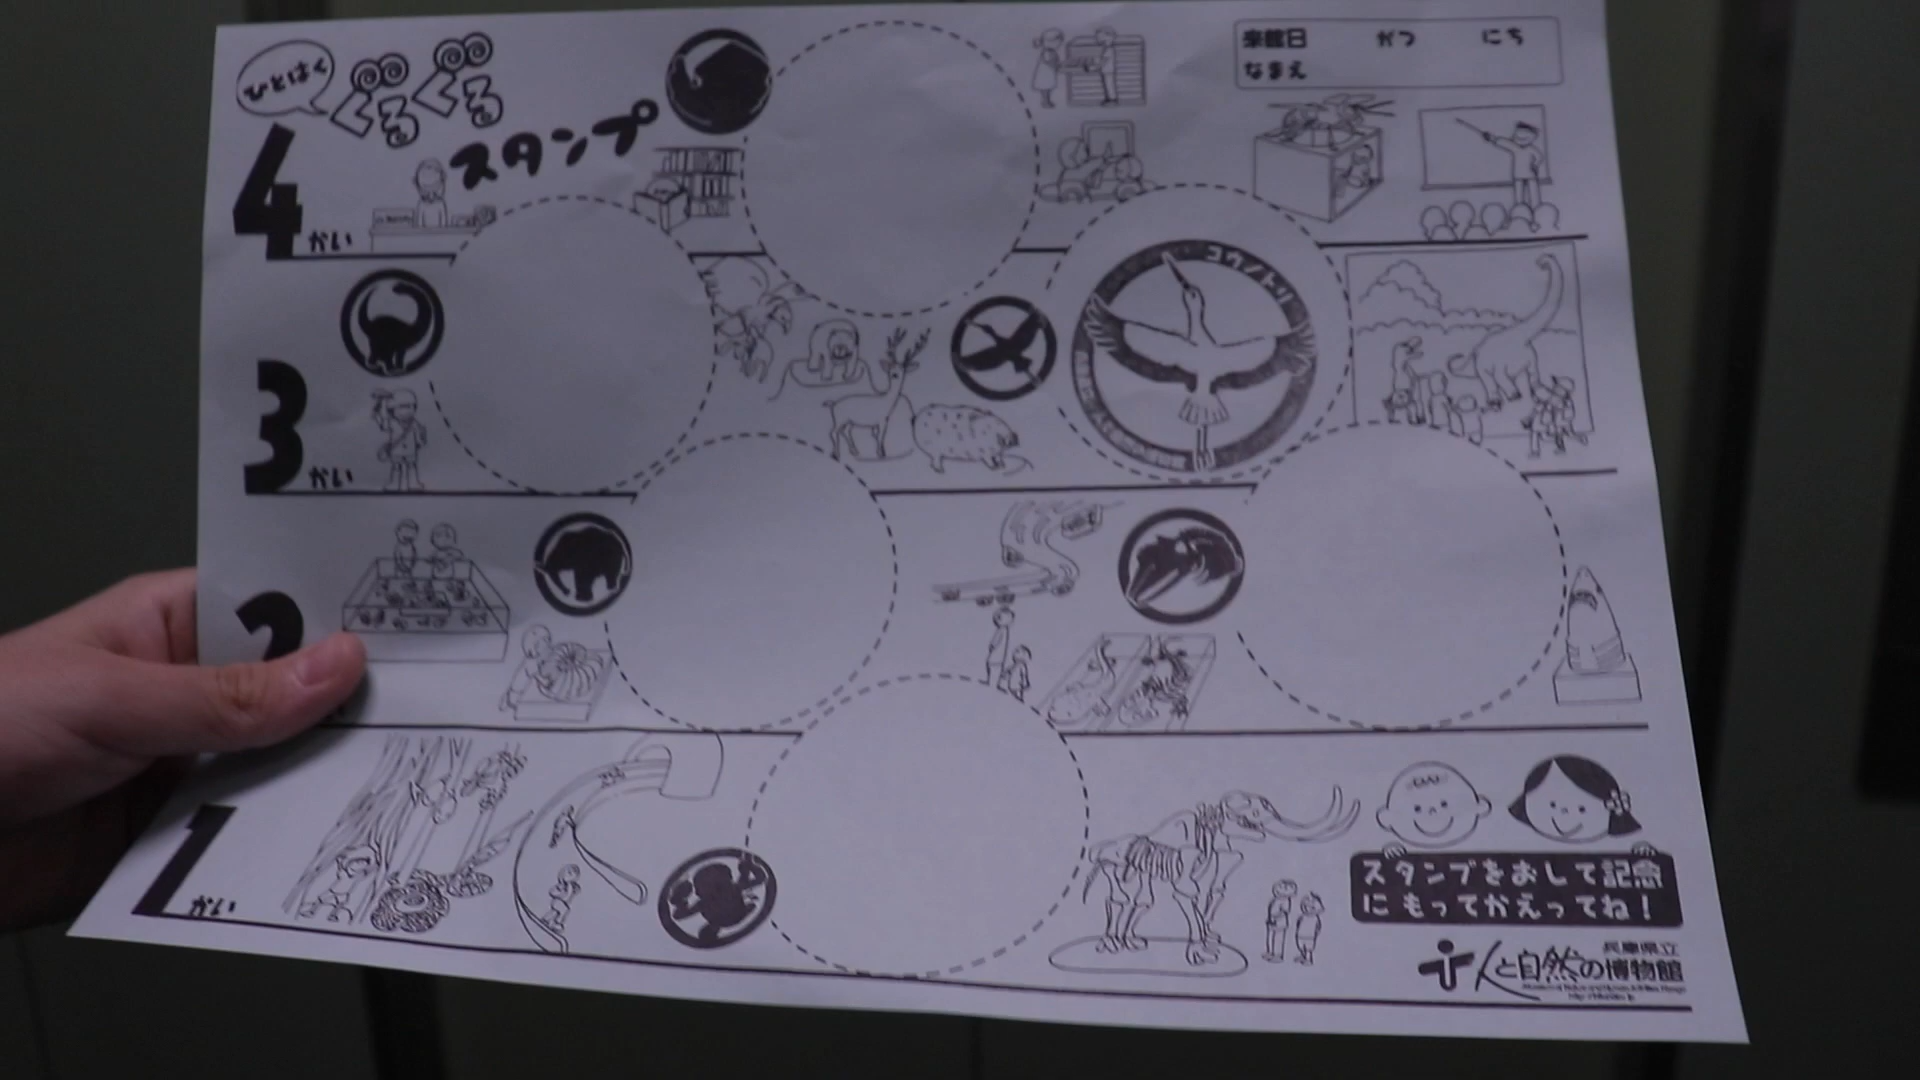 ひとはく
ぐるぐる
スタンプ
来館日 がつ にち
なまえ
4かい
コウノトリ
3かい
2
1かい
スタンプをおして記念
にもってかえってね!
兵庫県立
人と自然の博物館